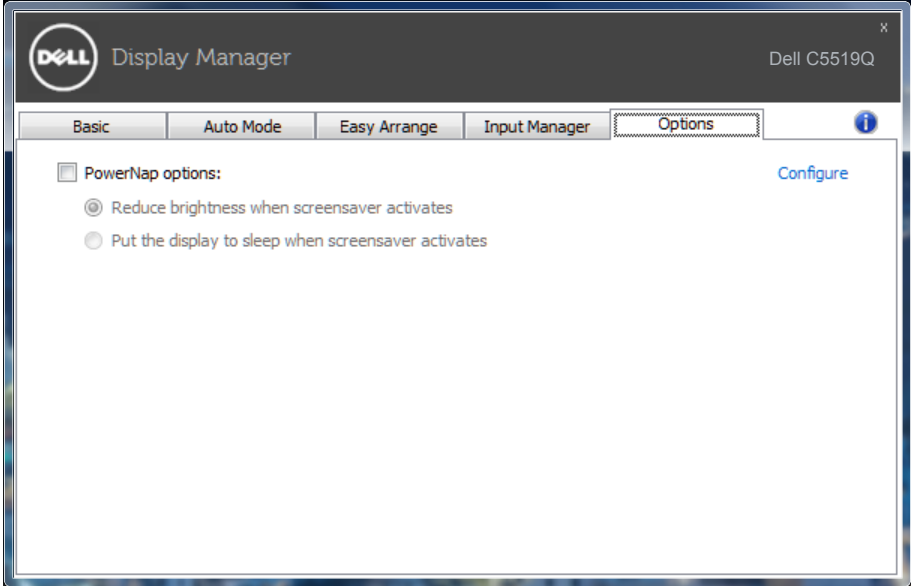 x
DELL Display Manager Dell C5519Q
Basic Auto Mode Easy Arrange Input Manager Options i
PowerNap options: Configure
Reduce brightness when screensaver activates
Put the display to sleep when screensaver activates